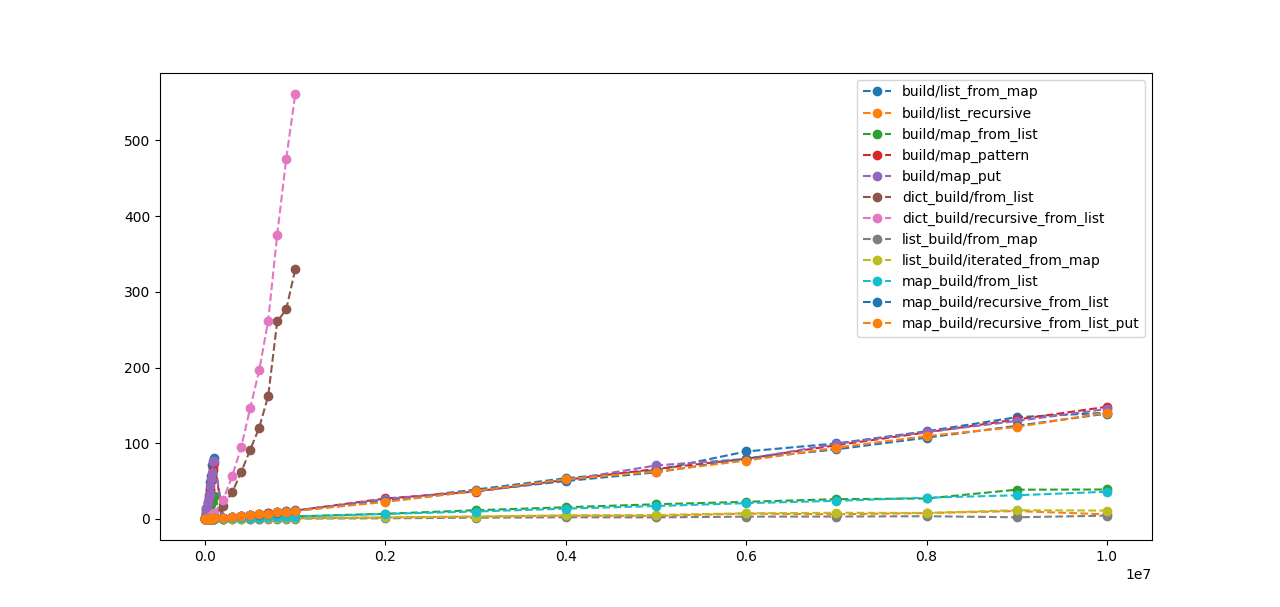 build/list_from_map
build/list_recursive
build/map_from_list
build/map_pattern
build/map_put
dict_build/from_list
dict_build/recursive_from_list
list_build/from_map
list_build/iterated_from_map
map_build/from_list
map_build/recursive_from_list
map_build/recursive_from_list_put
500
400
300
200
100
0
0.0 0.2 0.4 0.6 0.8 1.0
1e7